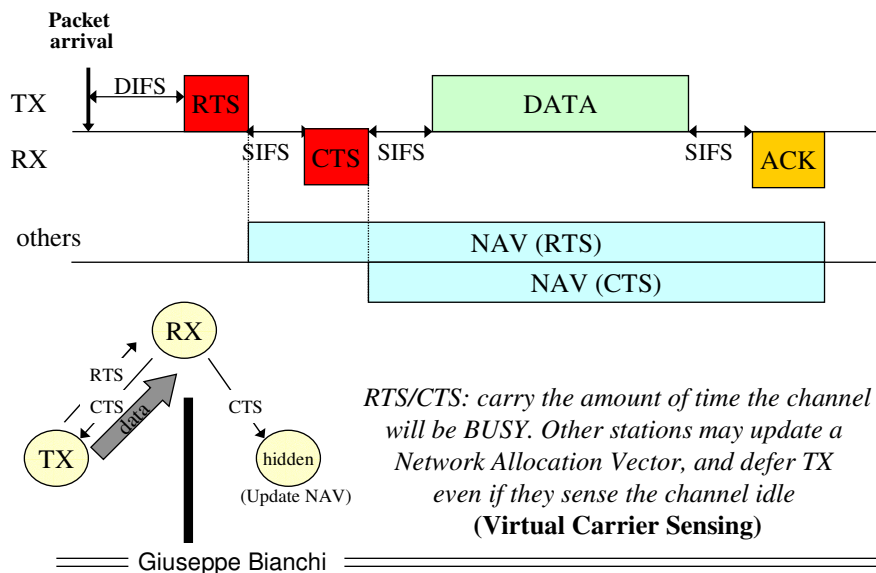 Packet
arrival
DIFS
TX
RTS
DATA
SIFS
CTS
SIFS
SIFS
ACK
RX
others
NAV (RTS)
NAV (CTS)
RX
RTS
CTS
data
CTS
TX
hidden
(Update NAV)
RTS/CTS: carry the amount of time the channel
will be BUSY. Other stations may update a
Network Allocation Vector, and defer TX
even if they sense the channel idle
(Virtual Carrier Sensing)
Giuseppe Bianchi